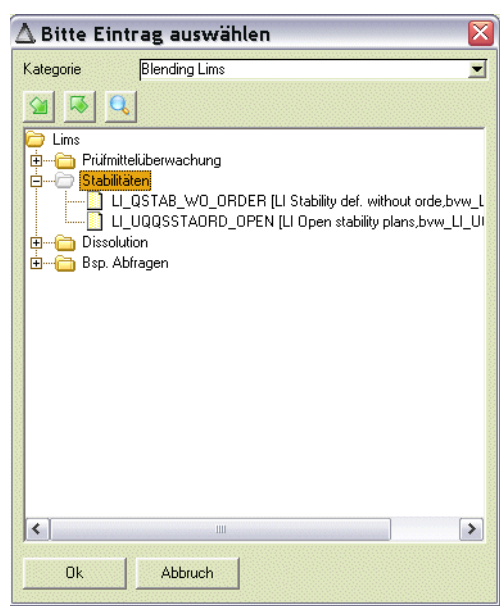 Bitte Eintrag auswählen
Kategorie Blending Lims
Lims
Prüfmittelüberwachung
Stabilitäten
LI_QSTAB_WO_ORDER [LI Stability def. without orde,bvw_L
LI_UQQSSTAORD_OPEN [LI Open stability plans,bvw_LI_U
Dissolution
Bsp. Abfragen
Ok Abbruch